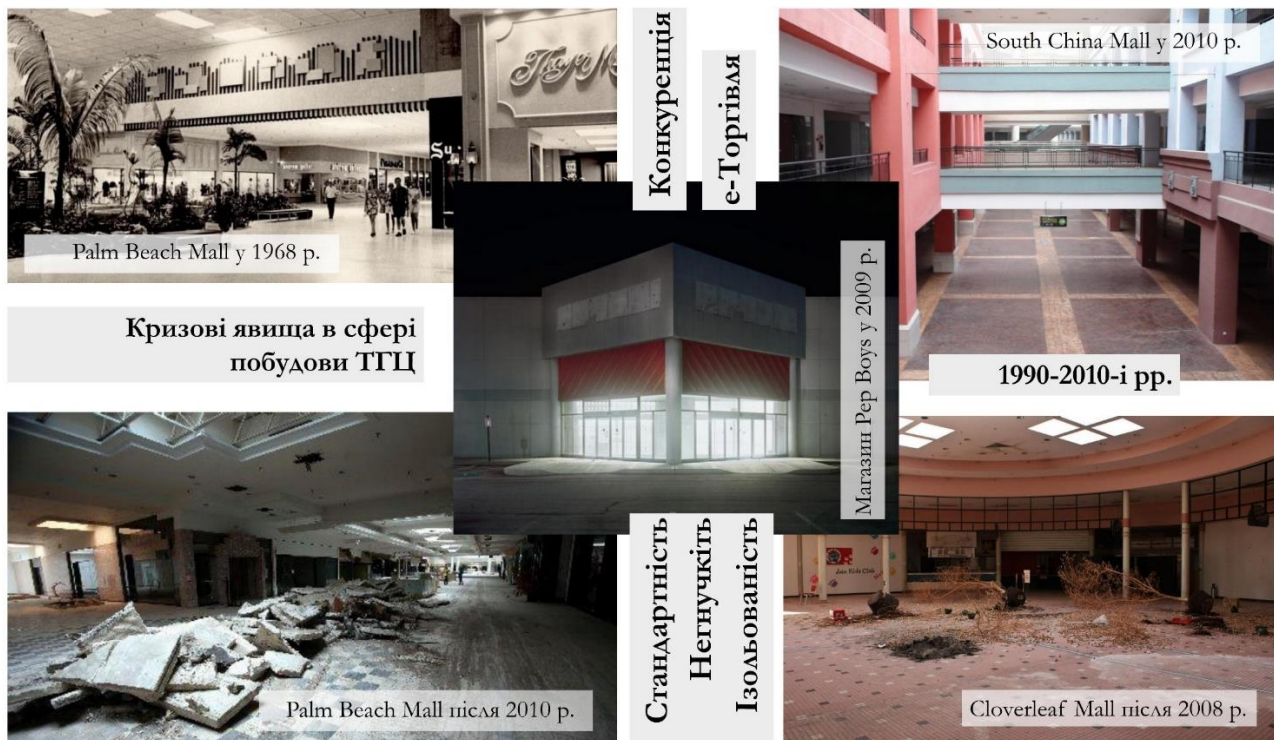 Palm Beach Mall у 1968 р.
Конкуренція
е-Торгівля
South China Mall у 2010 р.
Кризові явища в сфері
побудови ТГЦ
Магазин Pep Boys у 2009 р.
1990-2010-і рр.
Palm Beach Mall після 2010 р.
Стандартність
Негнучкіть
Ізольованість
Cloverleaf Mall після 2008 р.